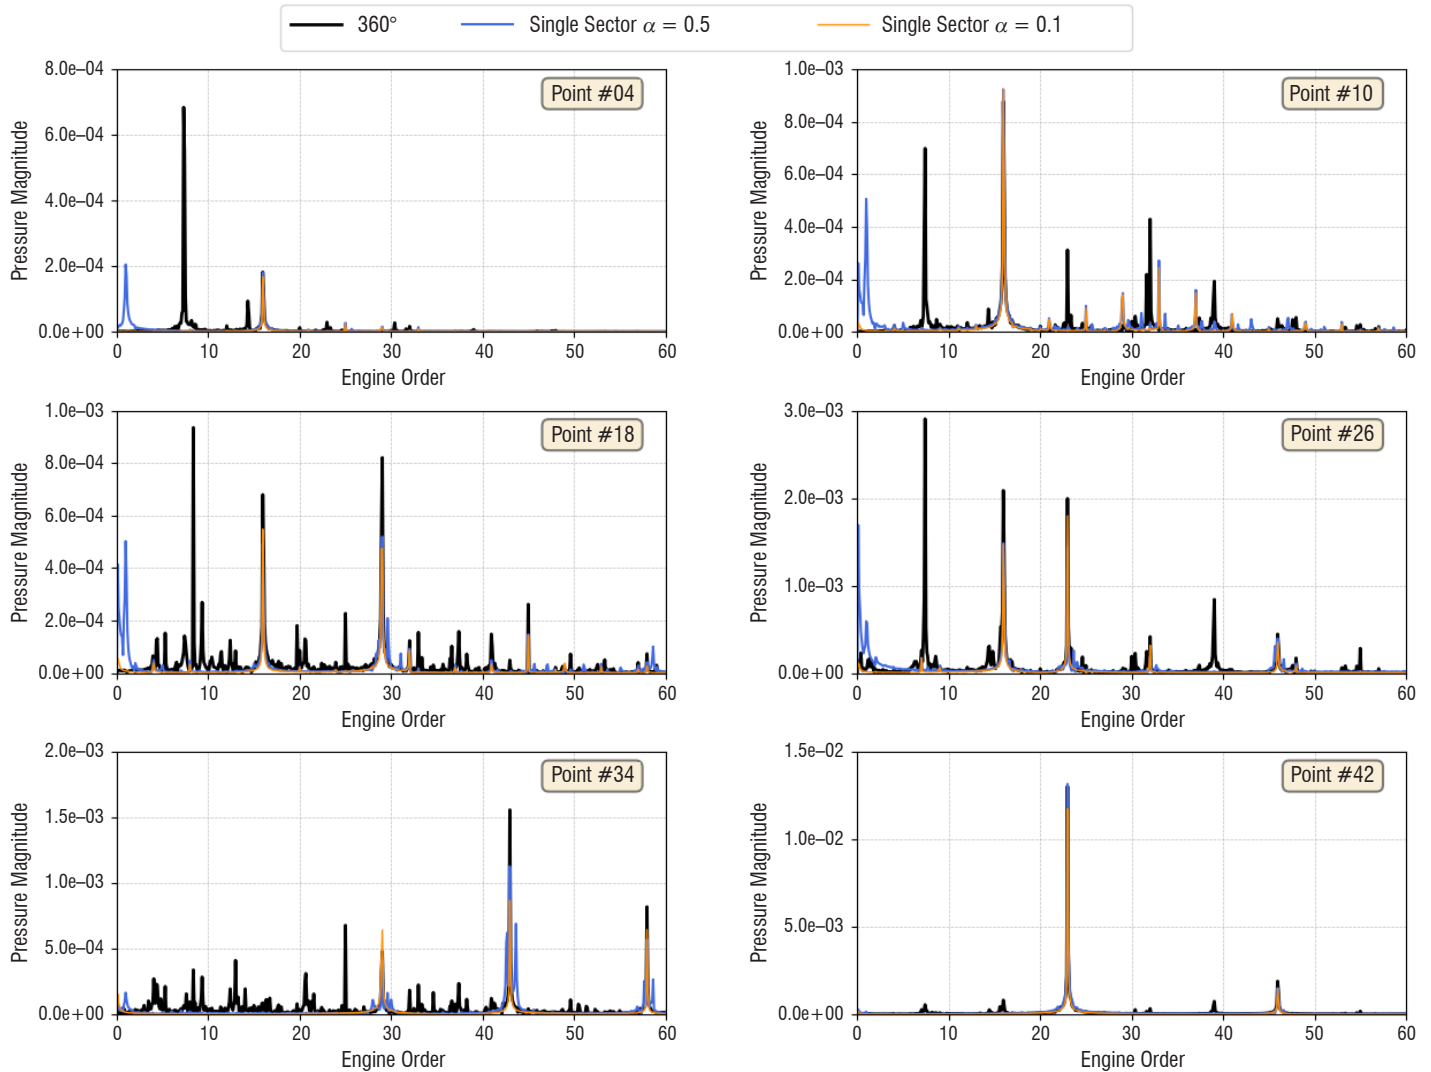 360° Single Sector α = 0.5 Single Sector α = 0.1
Point #04
Pressure Magnitude
8.0e−04
6.0e−04
4.0e−04
2.0e−04
0.0e+00
0 10 20 30 40 50 60
Engine Order
Point #10
Pressure Magnitude
1.0e−03
8.0e−04
6.0e−04
4.0e−04
2.0e−04
0.0e+00
0 10 20 30 40 50 60
Engine Order
Point #18
Pressure Magnitude
1.0e−03
8.0e−04
6.0e−04
4.0e−04
2.0e−04
0.0e+00
0 10 20 30 40 50 60
Engine Order
Point #26
Pressure Magnitude
3.0e−03
2.0e−03
1.0e−03
0.0e+00
0 10 20 30 40 50 60
Engine Order
Point #34
Pressure Magnitude
2.0e−03
1.5e−03
1.0e−03
5.0e−04
0.0e+00
0 10 20 30 40 50 60
Engine Order
Point #42
Pressure Magnitude
1.5e−02
1.0e−02
5.0e−03
0.0e+00
0 10 20 30 40 50 60
Engine Order